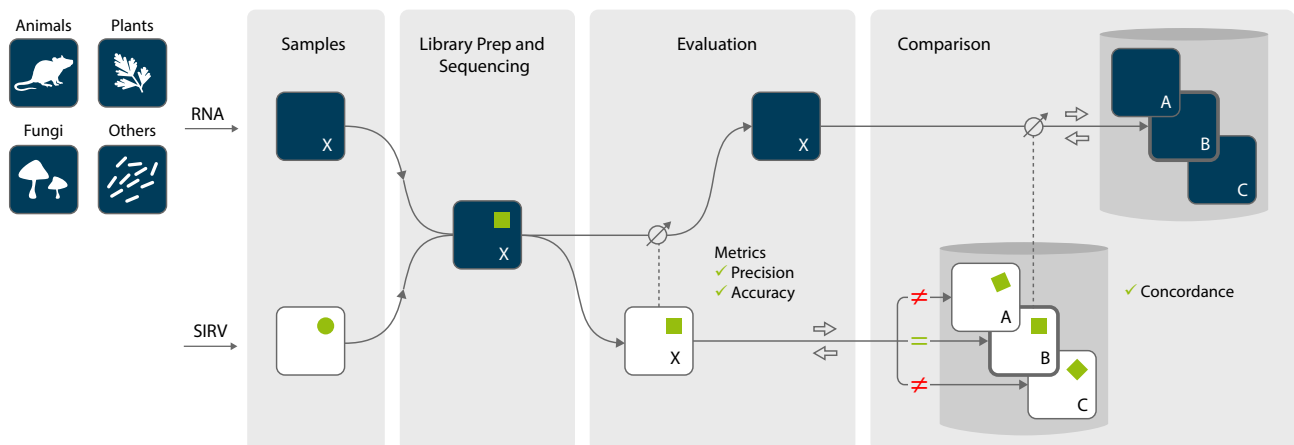 Animals
Plants
Fungi
Others
RNA
SIRV
Samples
X
Library Prep and
Sequencing
X
Evaluation
X
Metrics
✓ Precision
✓ Accuracy
X
Comparison
A
B
C
≠
=
≠
A
B
C
✓ Concordance